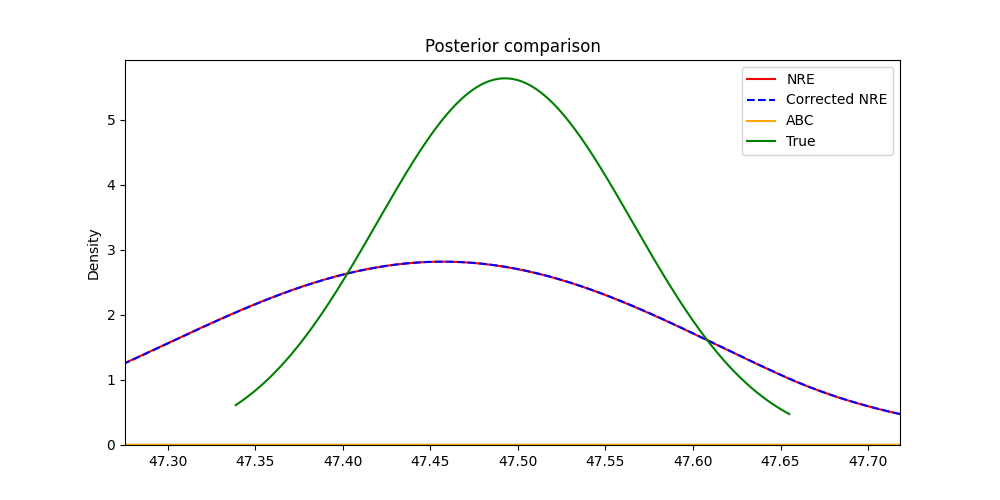 Posterior comparison
NRE
Corrected NRE
ABC
True
Density
5
4
3
2
1
0
47.30 47.35 47.40 47.45 47.50 47.55 47.60 47.65 47.70